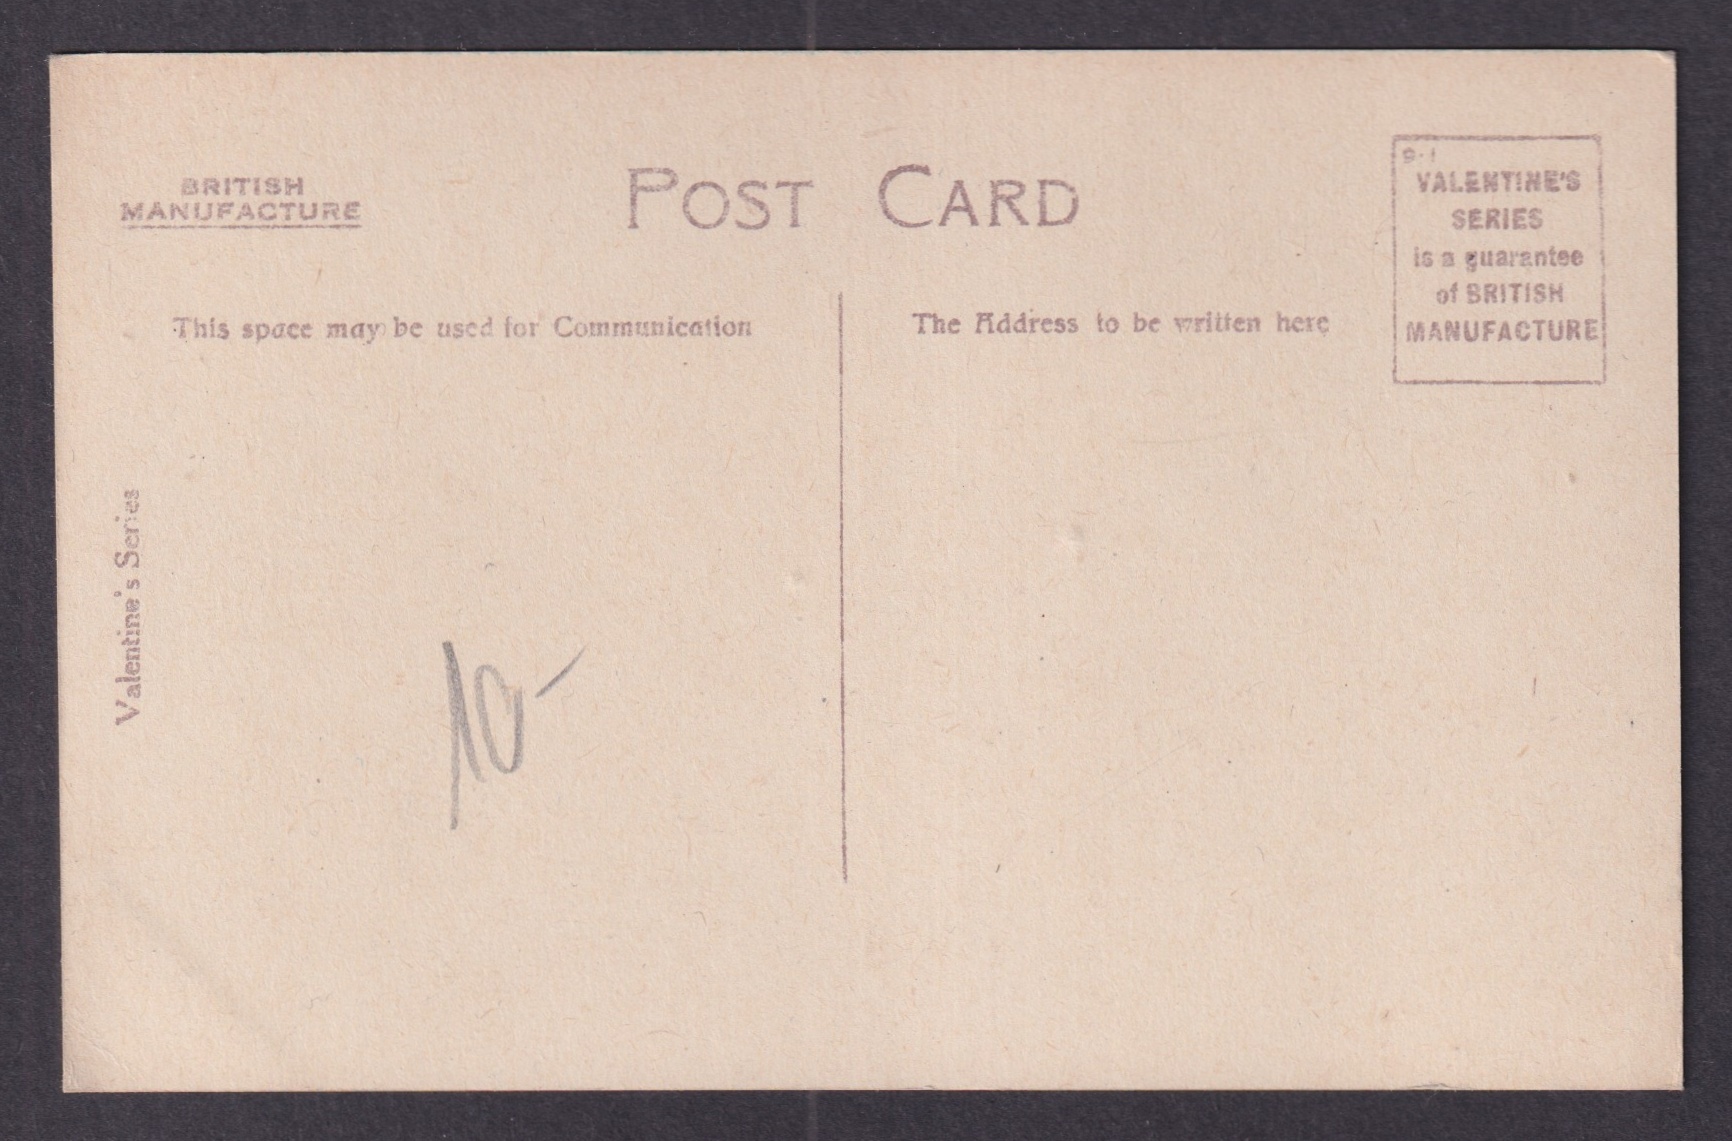 BRITISH
MANUFACTURE
POST CARD
9·1
VALENTINE'S
SERIES
is a guarantee
of BRITISH
MANUFACTURE
This space may be used for Communication
The Address to be written here
Valentine's Series
10-